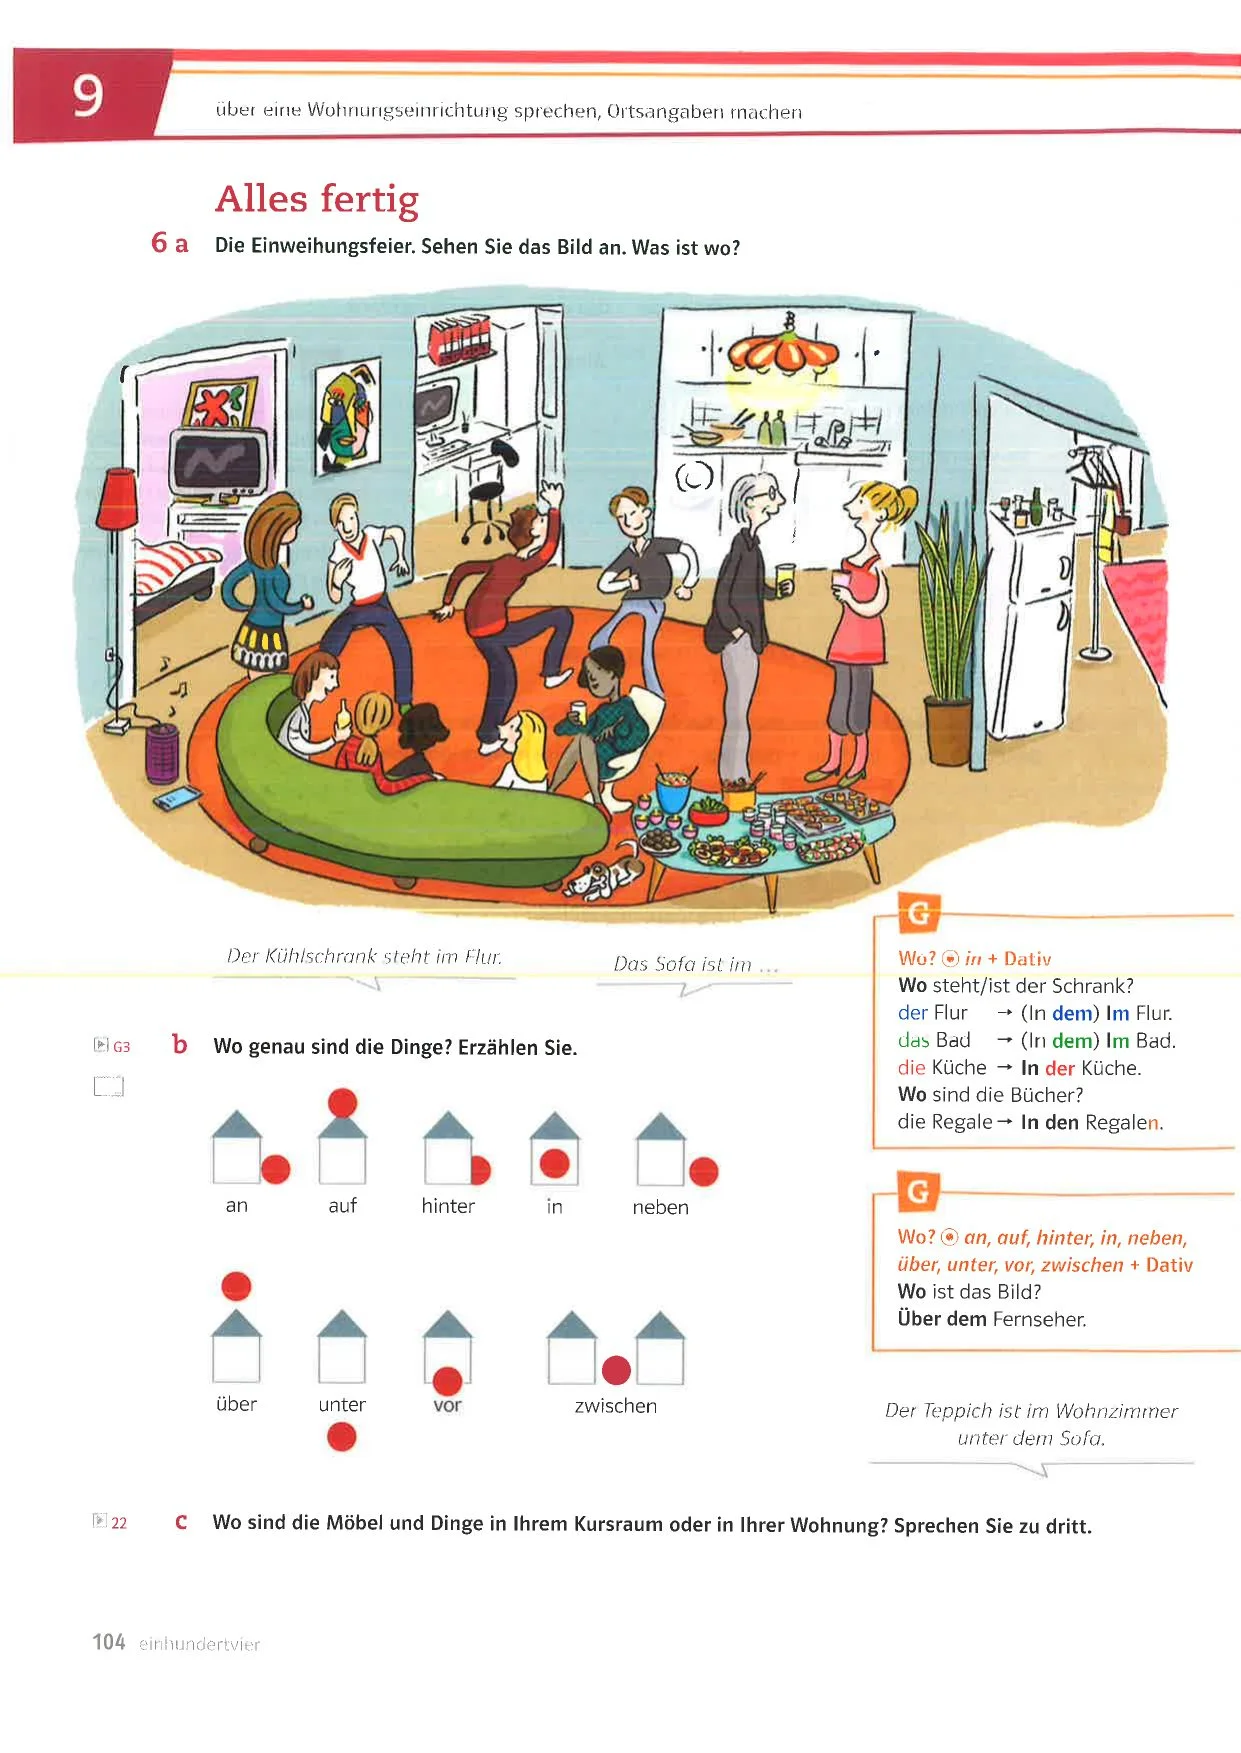 9
über eine Wohnungseinrichtung sprechen, Ortsangaben machen
Alles fertig
6 a Die Einweihungsfeier. Sehen Sie das Bild an. Was ist wo?
Der Kühlschrank steht im Flur.
Das Sofa ist im ...
G
Wo? in + Dativ
Wo steht/ist der Schrank?
der Flur → (In dem) Im Flur.
das Bad → (In dem) Im Bad.
die Küche → In der Küche.
Wo sind die Bücher?
die Regale → In den Regalen.
G3 b Wo genau sind die Dinge? Erzählen Sie.
an auf hinter in neben
über unter vor zwischen
G
Wo? an, auf, hinter, in, neben,
über, unter, vor, zwischen + Dativ
Wo ist das Bild?
Über dem Fernseher.
Der Teppich ist im Wohnzimmer
unter dem Sofa.
22 c Wo sind die Möbel und Dinge in Ihrem Kursraum oder in Ihrer Wohnung? Sprechen Sie zu dritt.
104 einhundertvier